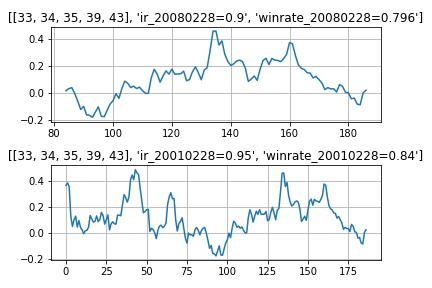 [[33, 34, 35, 39, 43], 'ir_20080228=0.9', 'winrate_20080228=0.796']
0.4
0.2
0.0
−0.2
84 100 120 140 160 180
[[33, 34, 35, 39, 43], 'ir_20010228=0.95', 'winrate_20010228=0.84']
0.4
0.2
0.0
−0.2
0 25 50 75 100 125 150 175